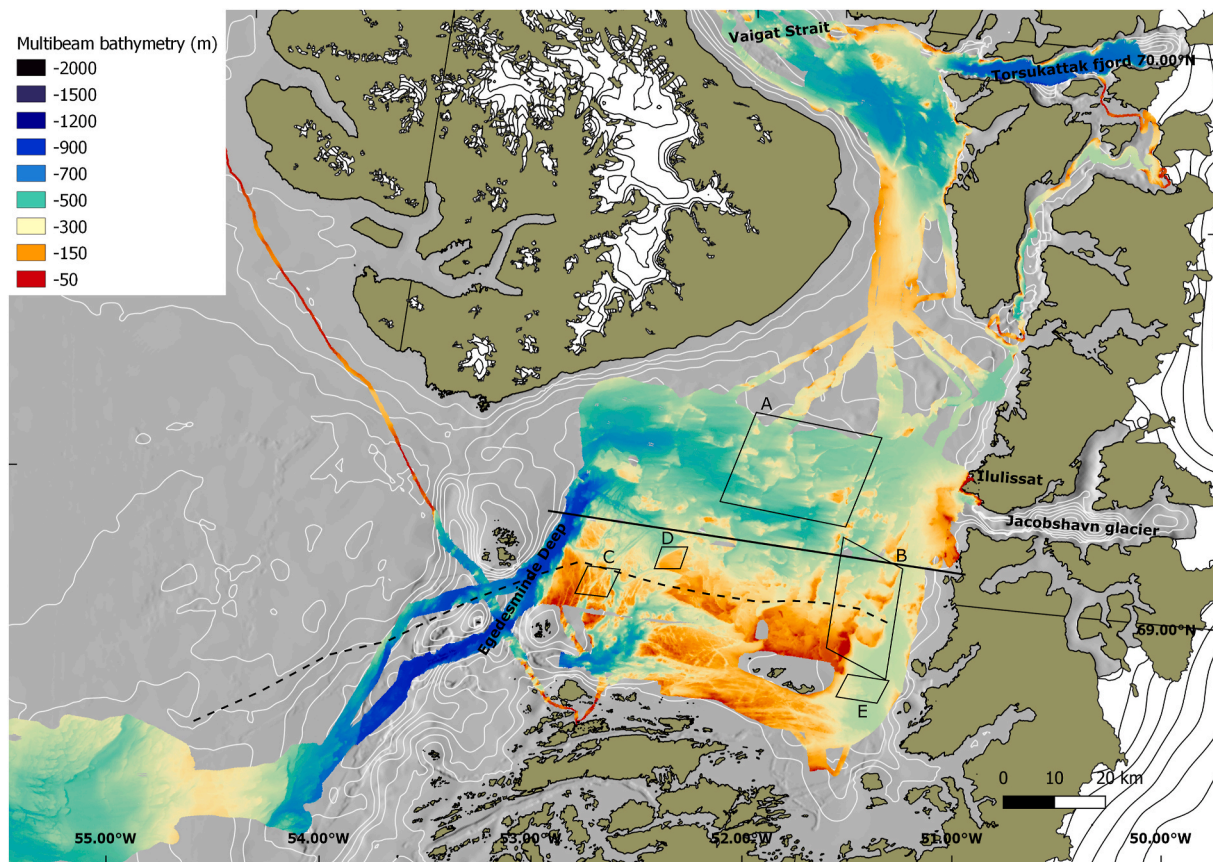 Multibeam bathymetry (m)
-2000
-1500
-1200
-900
-700
-500
-300
-150
-50
Vaigat Strait
Torsukattak fjord
70.00°N
A
Ilulissat
Jacobshavn glacier
Egedesminde Deep
D
C
B
69.00°N
E
0 10 20 km
55.00°W
54.00°W
53.00°W
52.00°W
51.00°W
50.00°W